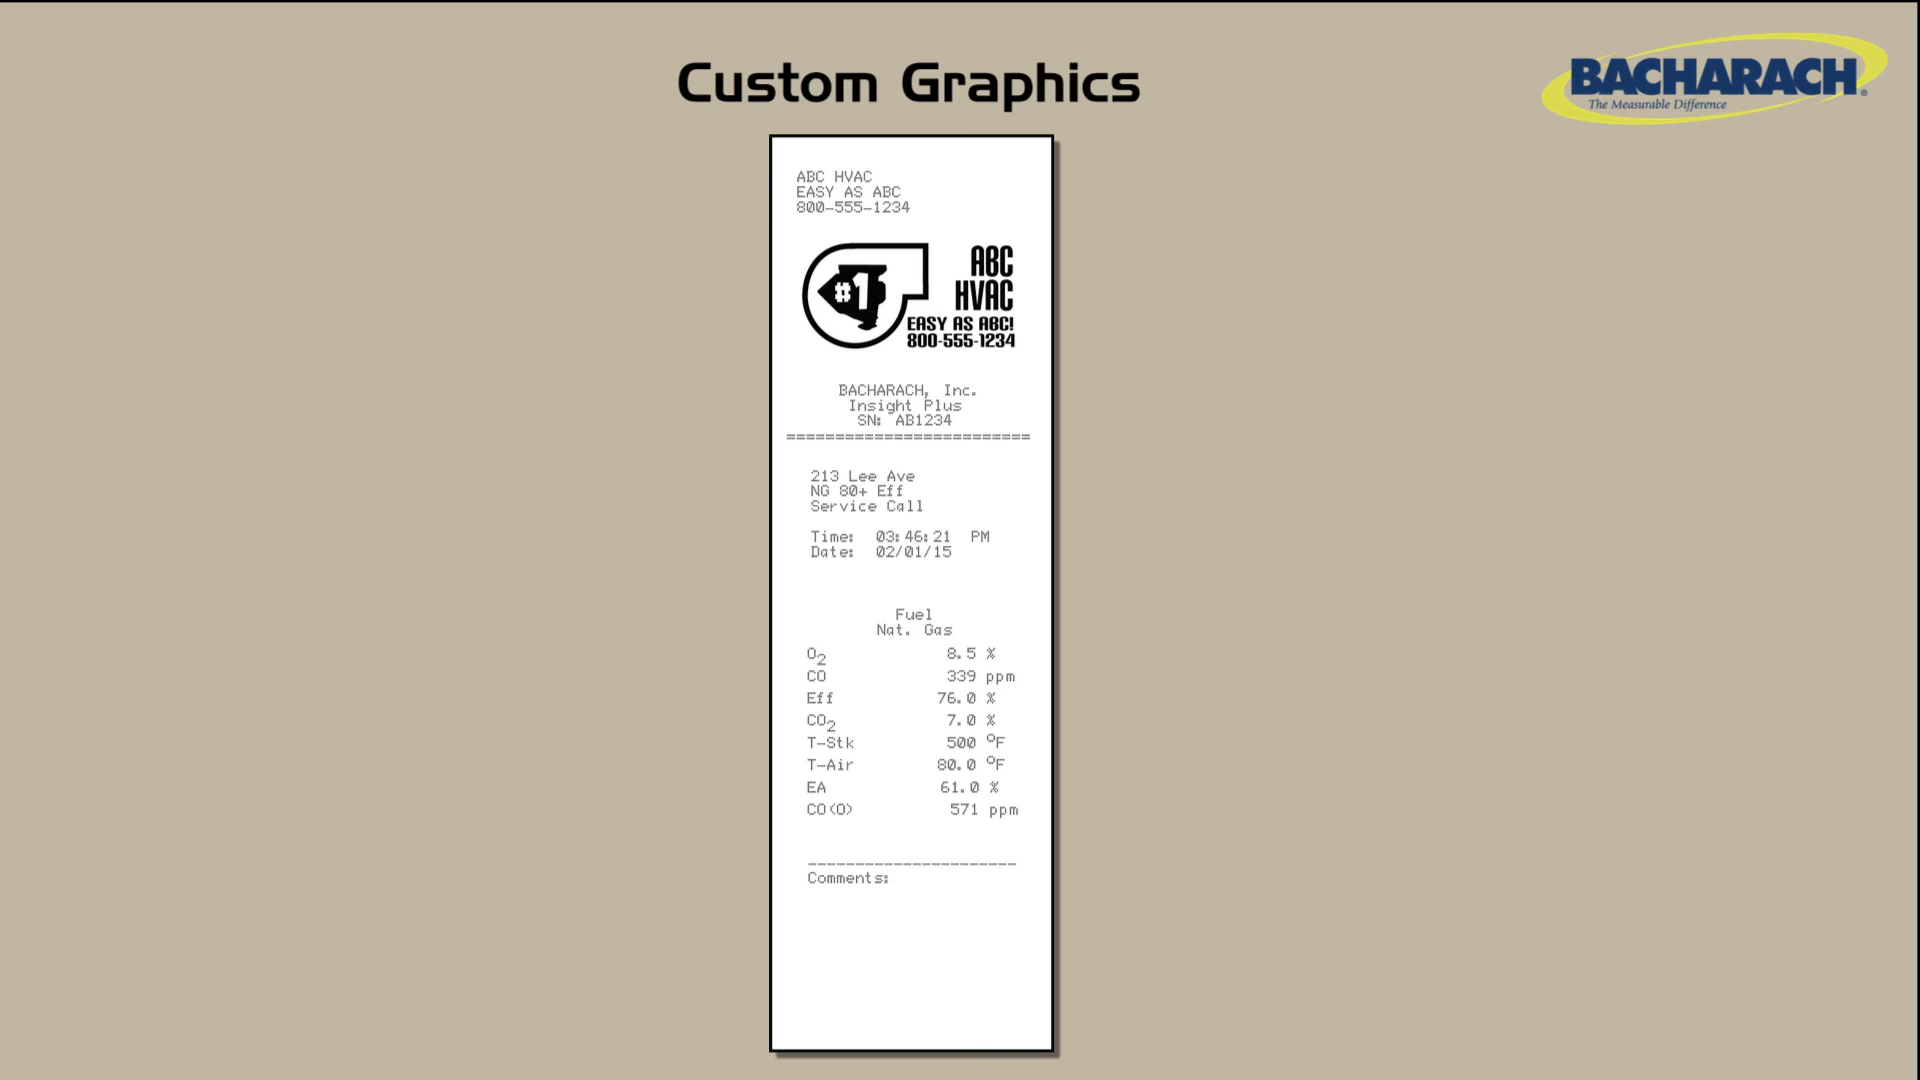 Custom Graphics
BACHARACH®
The Measurable Difference
ABC HVAC
EASY AS ABC
800-555-1234
#1
ABC
HVAC
EASY AS ABC!
800-555-1234
BACHARACH, Inc.
Insight Plus
SN: AB1234
==========================
213 Lee Ave
NG 80+ Eff
Service Call
Time: 03:46:21 PM
Date: 02/01/15
Fuel
Nat. Gas
O2 8.5 %
CO 339 ppm
Eff 76.0 %
CO2 7.0 %
T-Stk 500 °F
T-Air 80.0 °F
EA 61.0 %
CO(O) 571 ppm
----------------------
Comments: